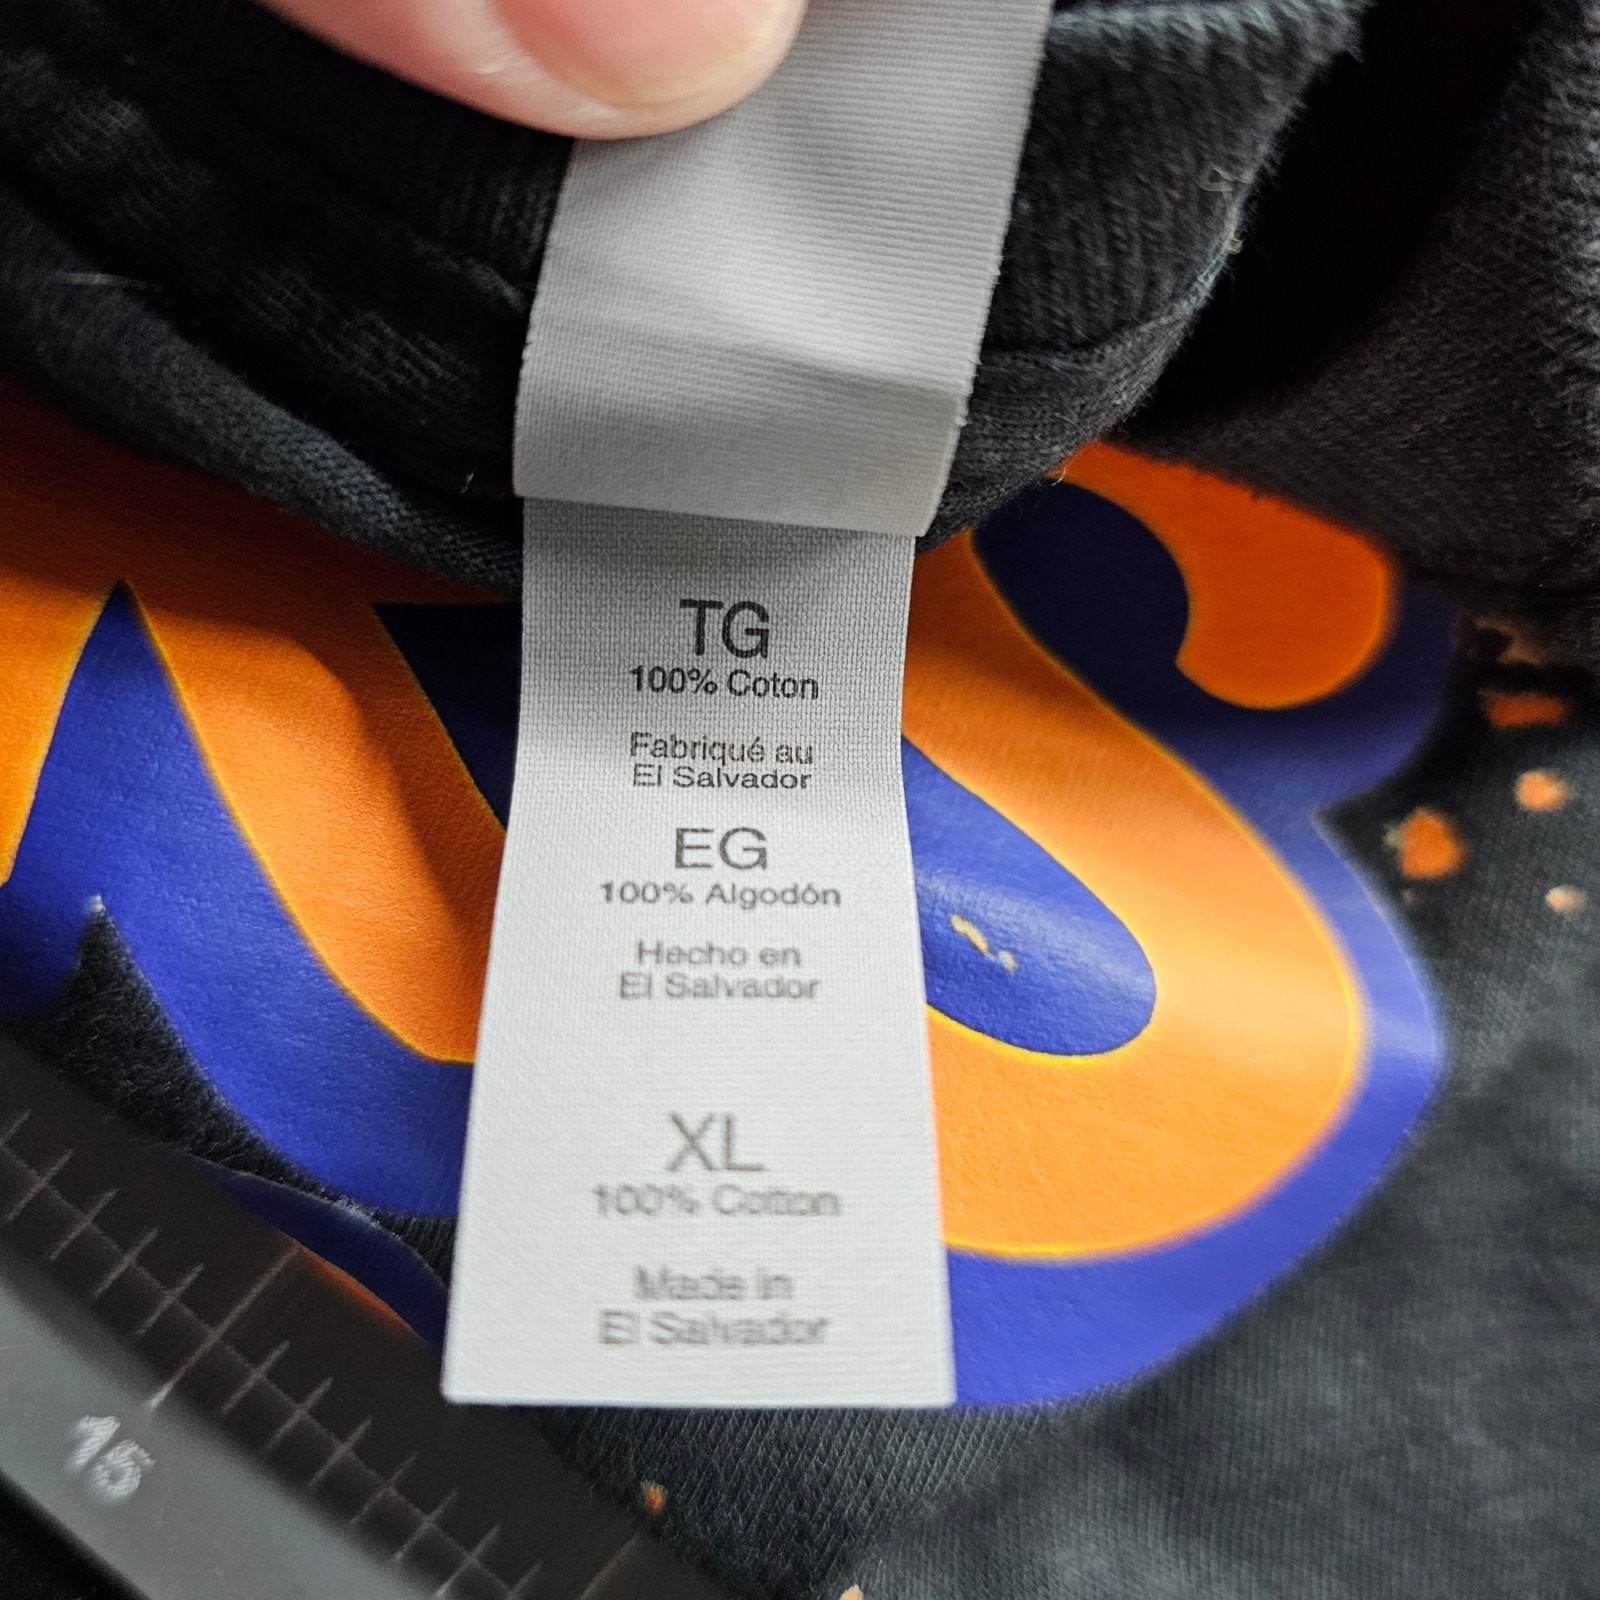 TG
100% Coton
Fabriqué au
El Salvador
EG
100% Algodón
Hecho en
El Salvador
XL
100% Cotton
Made in
El Salvador
15